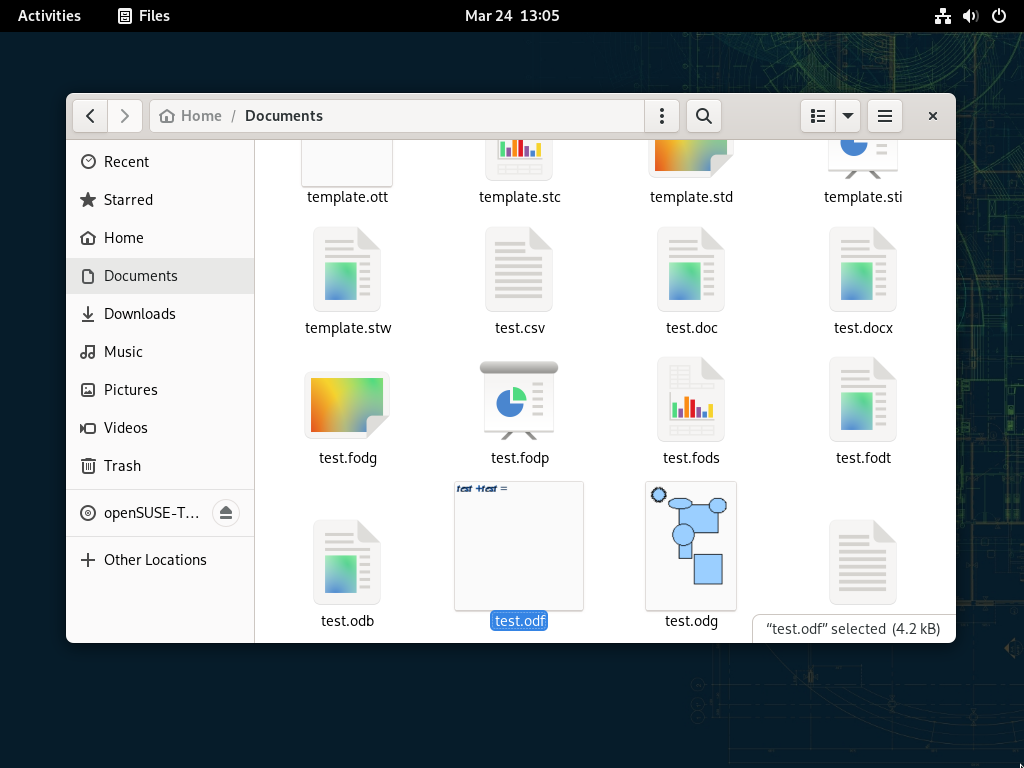 Activities Files Mar 24 13:05
Home / Documents
Recent
Starred
Home
Documents
Downloads
Music
Pictures
Videos
Trash
openSUSE-T...
Other Locations
template.ott template.stc template.std template.sti
template.stw test.csv test.doc test.docx
test.fodg test.fodp test.fods test.fodt
test +test =
test.odb test.odf test.odg
“test.odf” selected (4.2 kB)